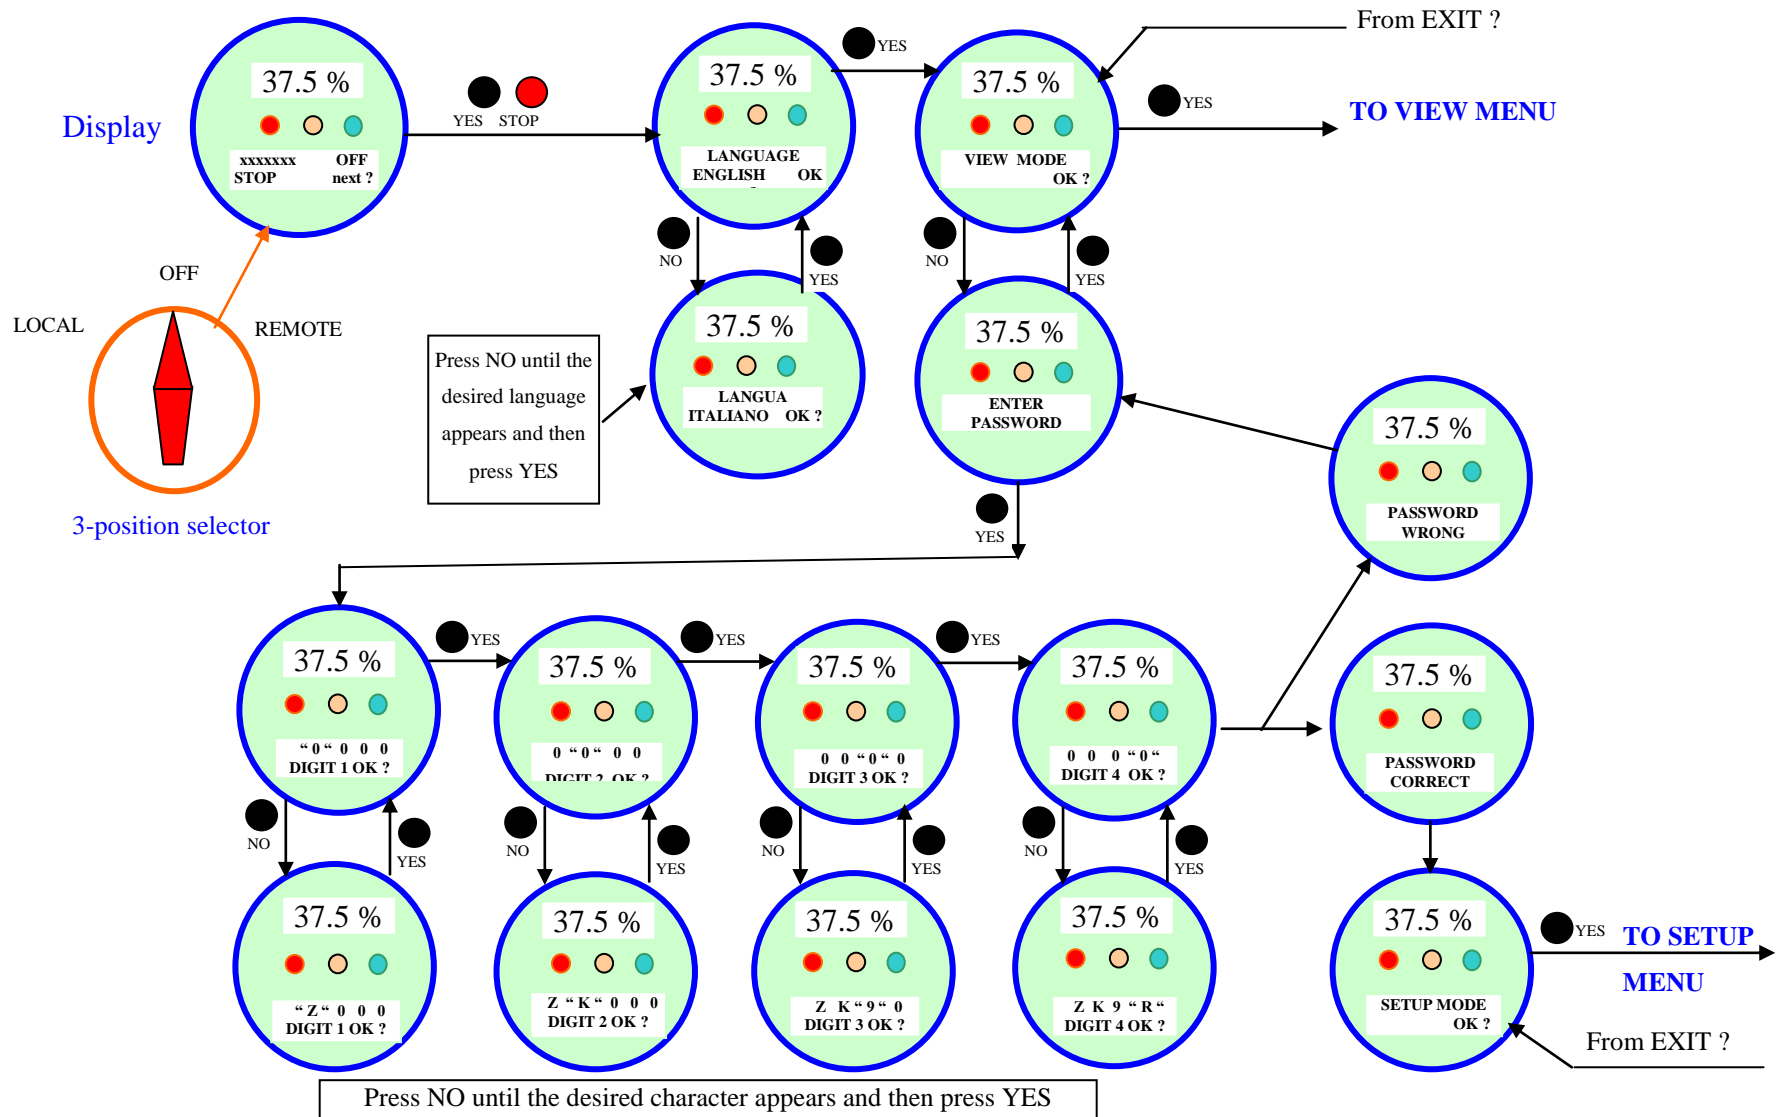 From EXIT ?
37.5 %
xxxxxxx OFF
STOP next ?
Display
YES STOP
37.5 %
LANGUAGE
ENGLISH OK
YES
37.5 %
VIEW MODE
OK ?
YES
TO VIEW MENU
NO
YES
NO
YES
OFF
LOCAL
REMOTE
3-position selector
Press NO until the
desired language
appears and then
press YES
37.5 %
LANGUA
ITALIANO OK ?
37.5 %
ENTER
PASSWORD
YES
37.5 %
PASSWORD
WRONG
37.5 %
“ 0 “ 0 0 0
DIGIT 1 OK ?
YES
37.5 %
0 “ 0 “ 0 0
DIGIT 2 OK ?
YES
37.5 %
0 0 “ 0 “ 0
DIGIT 3 OK ?
YES
37.5 %
0 0 0 “ 0 “
DIGIT 4 OK ?
37.5 %
PASSWORD
CORRECT
NO
YES
NO
YES
NO
YES
NO
YES
37.5 %
“ Z “ 0 0 0
DIGIT 1 OK ?
37.5 %
Z “ K “ 0 0 0
DIGIT 2 OK ?
37.5 %
Z K “ 9 “ 0
DIGIT 3 OK ?
37.5 %
Z K 9 “ R “
DIGIT 4 OK ?
37.5 %
SETUP MODE
OK ?
YES
TO SETUP
MENU
From EXIT ?
Press NO until the desired character appears and then press YES